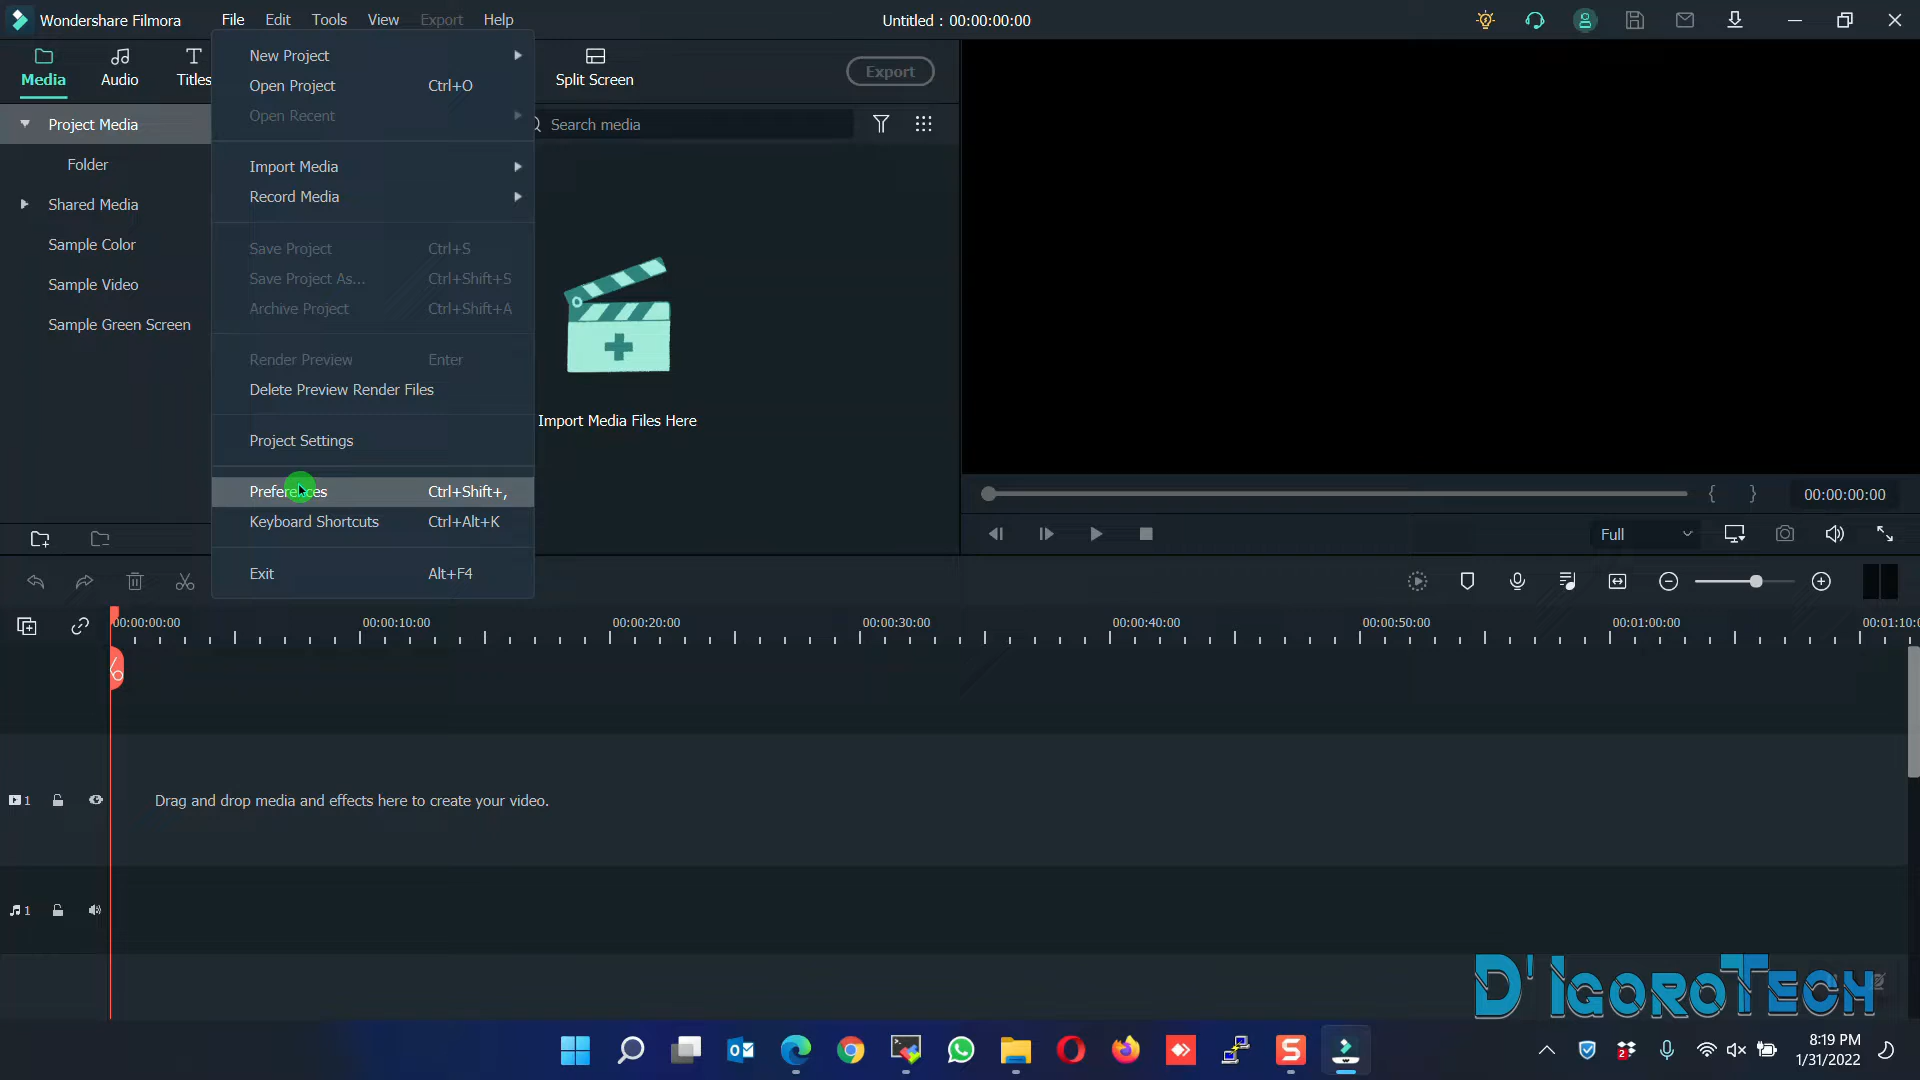 Wondershare Filmora
File Edit Tools View Export Help
Untitled : 00:00:00:00
Media Audio Titles Split Screen Export
New Project
Open Project Ctrl+O
Open Recent
Import Media
Record Media
Save Project Ctrl+S
Save Project As... Ctrl+Shift+S
Archive Project Ctrl+Shift+A
Render Preview Enter
Delete Preview Render Files
Project Settings
Preferences Ctrl+Shift+,
Keyboard Shortcuts Ctrl+Alt+K
Exit Alt+F4
Project Media
Folder
Shared Media
Sample Color
Sample Video
Sample Green Screen
Search media
Import Media Files Here
{ } 00:00:00:00
Full
00:00:00:00 00:00:10:00 00:00:20:00 00:00:30:00 00:00:40:00 00:00:50:00 00:01:00:00 00:01:10:0
1
Drag and drop media and effects here to create your video.
1
D' IGOROTECH
2
8:19 PM
1/31/2022